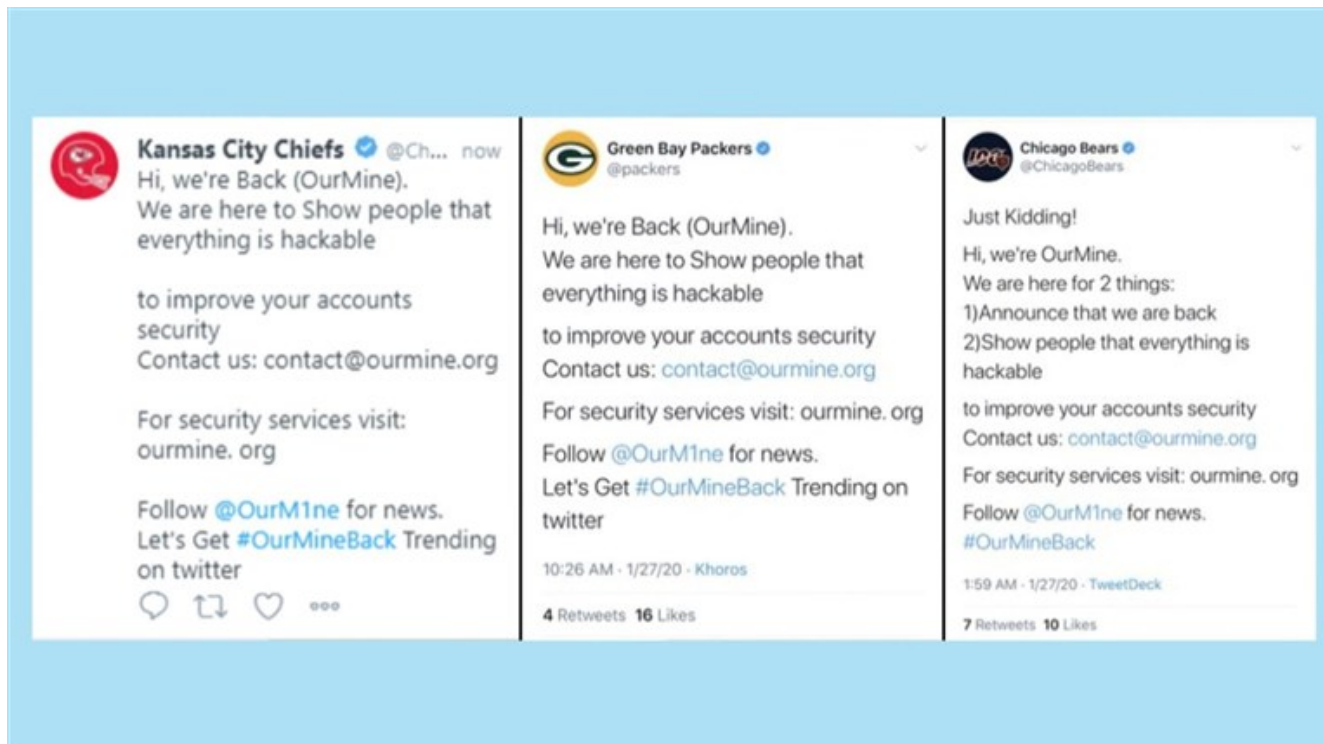 Kansas City Chiefs @Ch... now
Hi, we're Back (OurMine).
We are here to Show people that
everything is hackable
to improve your accounts
security
Contact us: contact@ourmine.org
For security services visit:
ourmine. org
Follow @OurM1ne for news.
Let's Get #OurMineBack Trending
on twitter
Green Bay Packers
@packers
Hi, we're Back (OurMine).
We are here to Show people that
everything is hackable
to improve your accounts security
Contact us: contact@ourmine.org
For security services visit: ourmine. org
Follow @OurM1ne for news.
Let's Get #OurMineBack Trending on
twitter
10:26 AM · 1/27/20 · Khoros
4 Retweets 16 Likes
Chicago Bears
@ChicagoBears
Just Kidding!
Hi, we're OurMine.
We are here for 2 things:
1)Announce that we are back
2)Show people that everything is
hackable
to improve your accounts security
Contact us: contact@ourmine.org
For security services visit: ourmine. org
Follow @OurM1ne for news.
#OurMineBack
1:59 AM · 1/27/20 · TweetDeck
7 Retweets 10 Likes